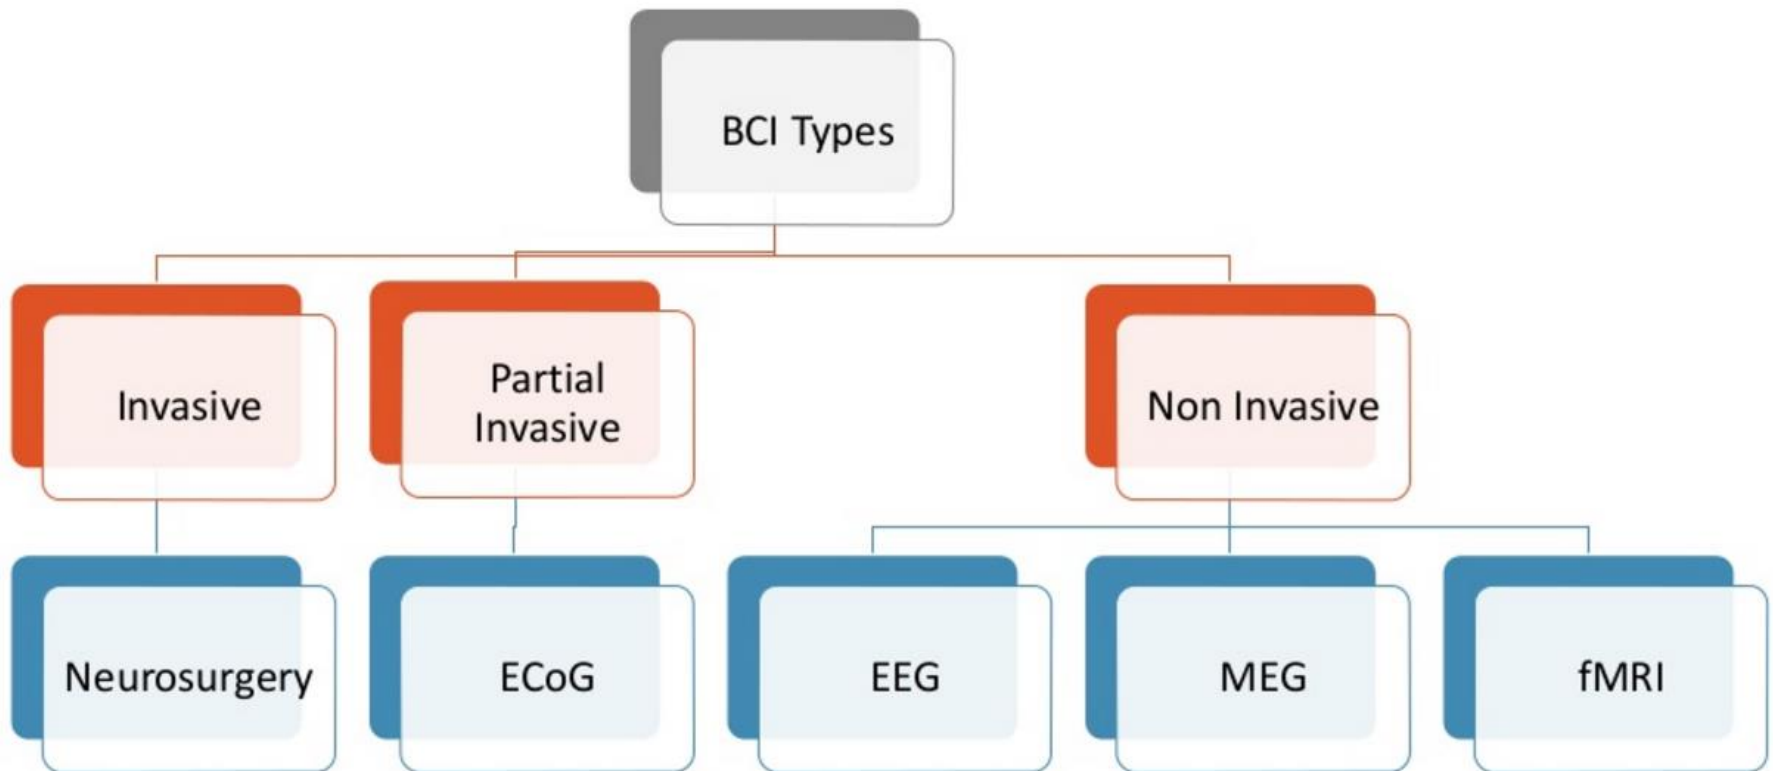 BCI Types
Invasive
Partial
Invasive
Non Invasive
Neurosurgery
ECoG
EEG
MEG
fMRI